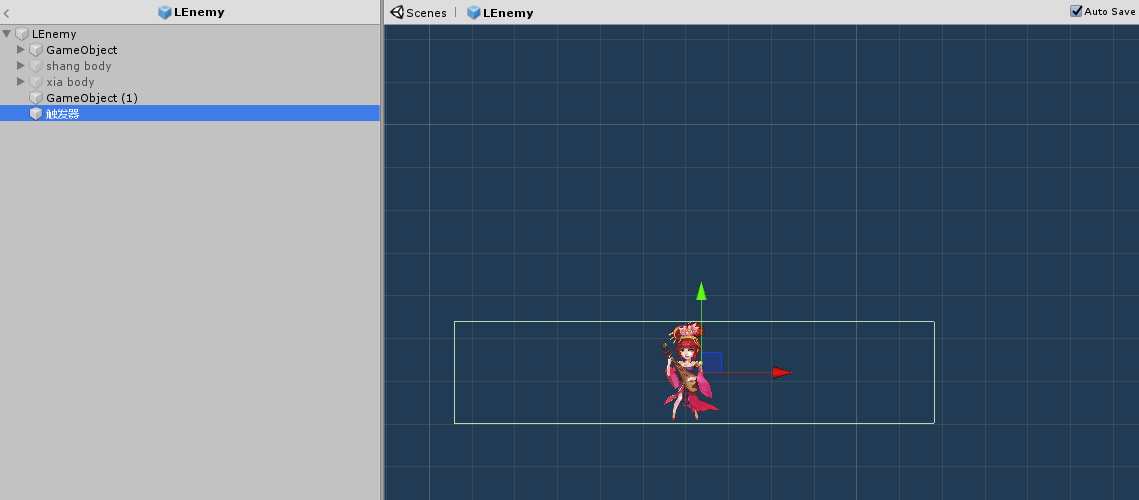 LEnemy
Scenes LEnemy Auto Save
LEnemy
GameObject
shang body
xia body
GameObject (1)
触发器